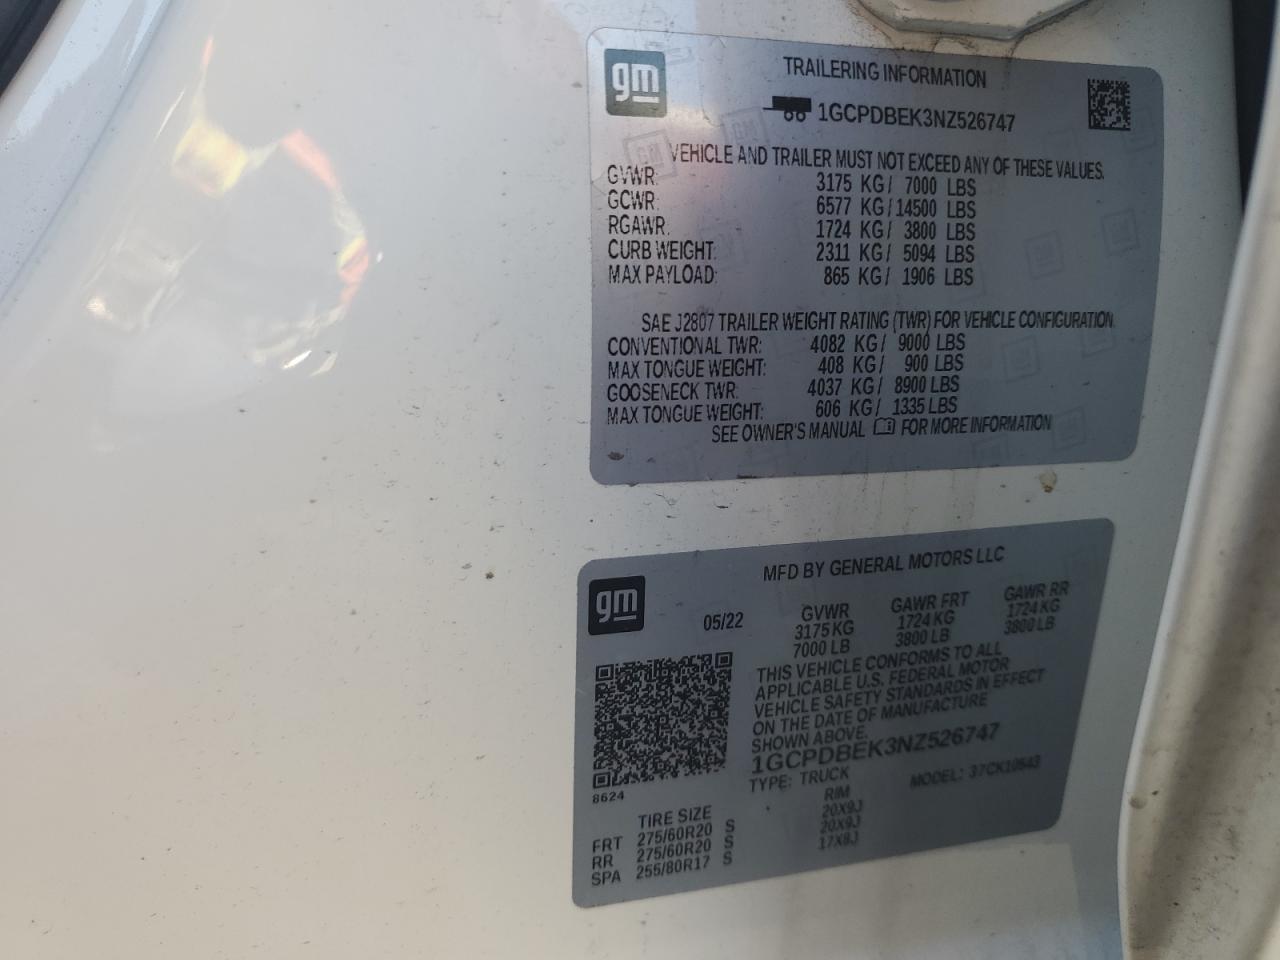 gm
TRAILERING INFORMATION
1GCPDBEK3NZ526747
VEHICLE AND TRAILER MUST NOT EXCEED ANY OF THESE VALUES.
GVWR: 3175 KG/ 7000 LBS
GCWR: 6577 KG/ 14500 LBS
RGAWR: 1724 KG/ 3800 LBS
CURB WEIGHT: 2311 KG/ 5094 LBS
MAX PAYLOAD: 865 KG/ 1906 LBS
SAE J2807 TRAILER WEIGHT RATING (TWR) FOR VEHICLE CONFIGURATION
CONVENTIONAL TWR: 4082 KG/ 9000 LBS
MAX TONGUE WEIGHT: 408 KG/ 900 LBS
GOOSENECK TWR: 4037 KG/ 8900 LBS
MAX TONGUE WEIGHT: 606 KG/ 1335 LBS
SEE OWNER'S MANUAL FOR MORE INFORMATION
gm
MFD BY GENERAL MOTORS LLC
05/22 GVWR GAWR FRT GAWR RR
3175 KG 1724 KG 1724 KG
7000 LB 3800 LB 3800 LB
THIS VEHICLE CONFORMS TO ALL
APPLICABLE U.S. FEDERAL MOTOR
VEHICLE SAFETY STANDARDS IN EFFECT
ON THE DATE OF MANUFACTURE
SHOWN ABOVE.
1GCPDBEK3NZ526747
TYPE: TRUCK MODEL: 37CK10543
8624
TIRE SIZE RIM
FRT 275/60R20 S 20X9J
RR 275/60R20 S 20X9J
SPA 255/80R17 S 17X8J